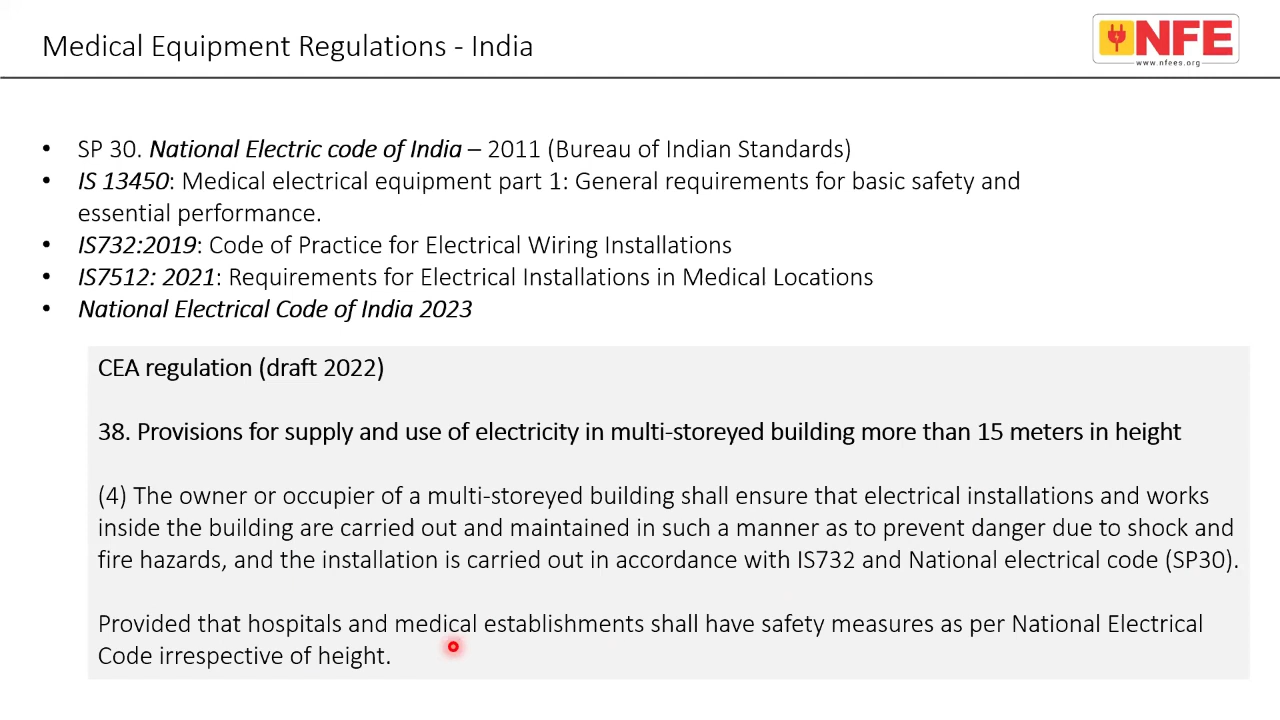 Medical Equipment Regulations - India
NFE
www.nfees.org
• SP 30. National Electric code of India – 2011 (Bureau of Indian Standards)
• IS 13450: Medical electrical equipment part 1: General requirements for basic safety and
essential performance.
• IS732:2019: Code of Practice for Electrical Wiring Installations
• IS7512: 2021: Requirements for Electrical Installations in Medical Locations
• National Electrical Code of India 2023
CEA regulation (draft 2022)
38. Provisions for supply and use of electricity in multi-storeyed building more than 15 meters in height
(4) The owner or occupier of a multi-storeyed building shall ensure that electrical installations and works
inside the building are carried out and maintained in such a manner as to prevent danger due to shock and
fire hazards, and the installation is carried out in accordance with IS732 and National electrical code (SP30).
Provided that hospitals and medical establishments shall have safety measures as per National Electrical
Code irrespective of height.